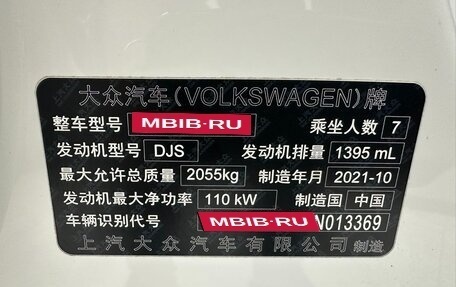 大众汽车(VOLKSWAGEN)牌
整车型号 MBIB-RU 乘坐人数 7
发动机型号 DJS 发动机排量 1395 mL
最大允许总质量 2055kg 制造年月 2021-10
发动机最大净功率 110 kW 制造国 中国
车辆识别代号 MBIB-RU N013369
上汽大众汽车有限公司 制造